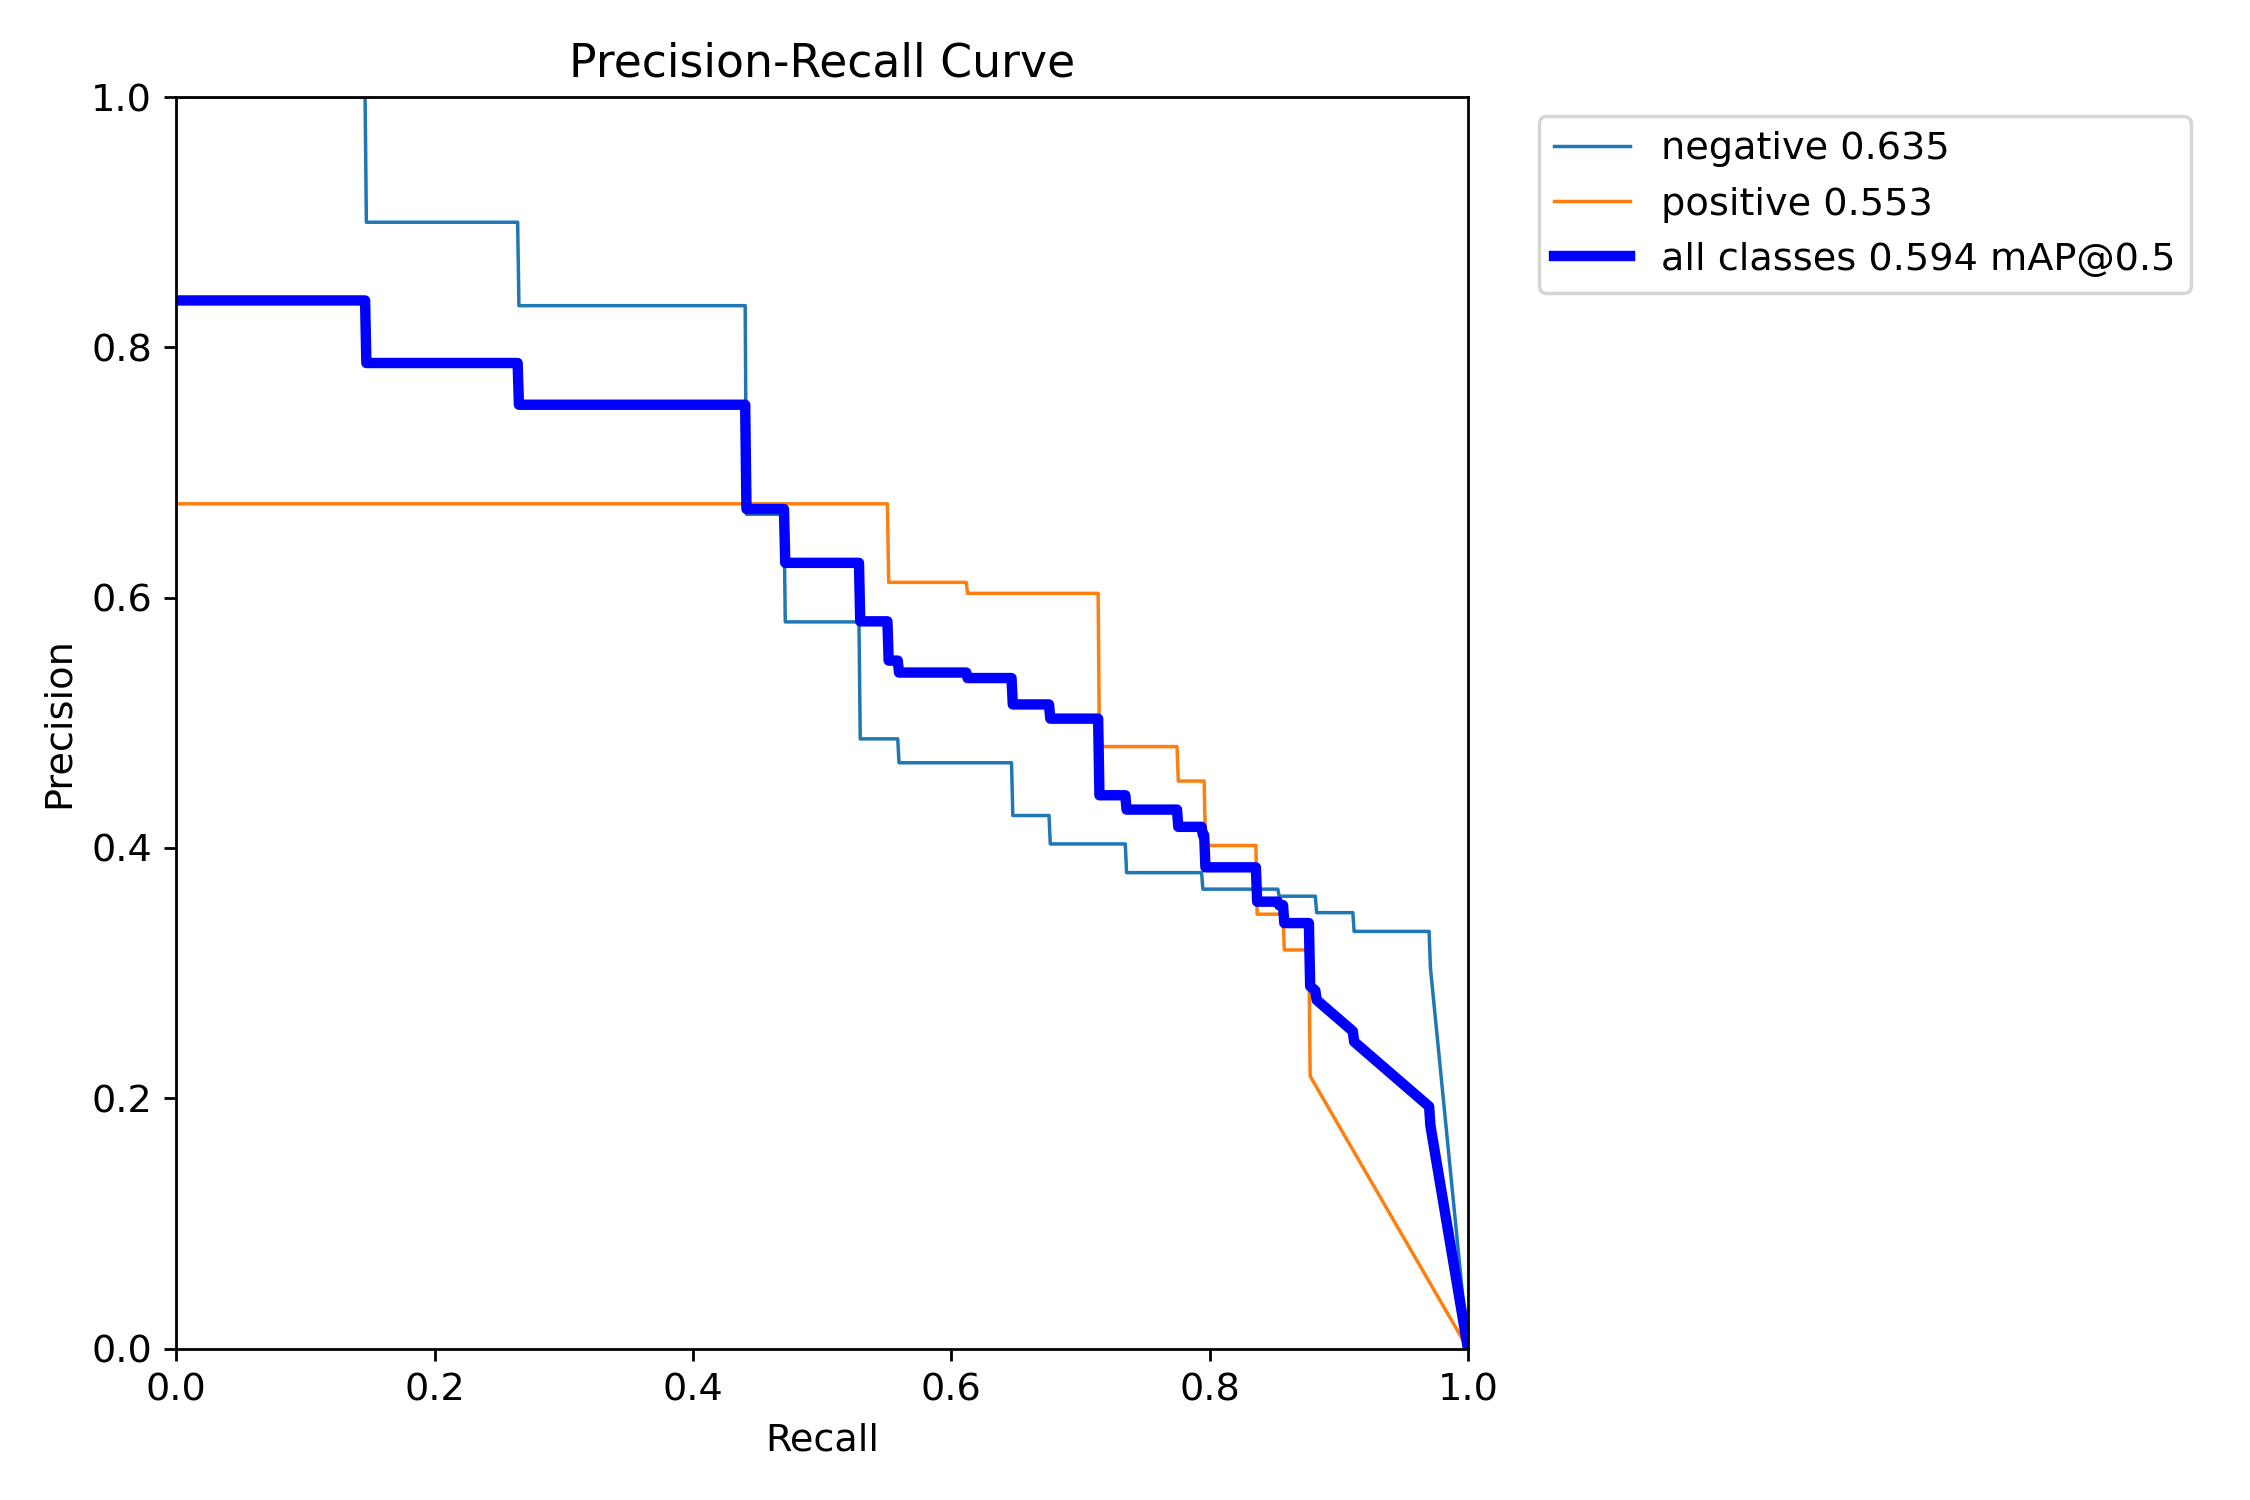 Precision-Recall Curve
1.0
0.8
0.6
0.4
0.2
0.0
Precision
0.0 0.2 0.4 0.6 0.8 1.0
Recall
negative 0.635
positive 0.553
all classes 0.594 mAP@0.5